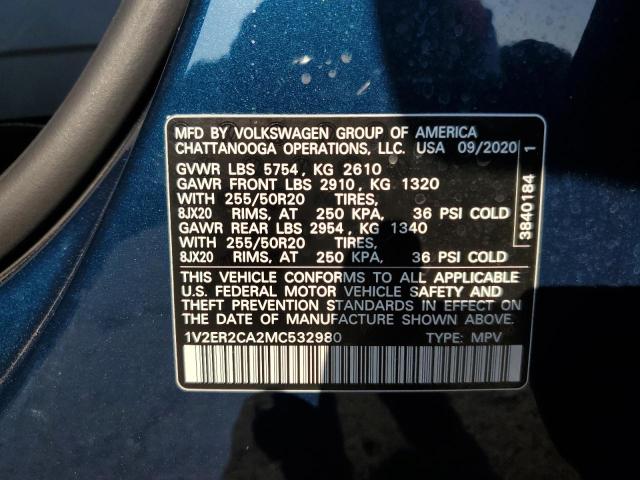 MFD BY VOLKSWAGEN GROUP OF AMERICA
CHATTANOOGA OPERATIONS, LLC. USA 09/2020
GVWR LBS 5754, KG 2610
GAWR FRONT LBS 2910, KG 1320
WITH 255/50R20 TIRES,
8JX20 RIMS, AT 250 KPA, 36 PSI COLD
GAWR REAR LBS 2954, KG 1340
WITH 255/50R20 TIRES,
8JX20 RIMS, AT 250 KPA, 36 PSI COLD
THIS VEHICLE CONFORMS TO ALL APPLICABLE
U.S. FEDERAL MOTOR VEHICLE SAFETY AND
THEFT PREVENTION STANDARDS IN EFFECT ON
THE DATE OF MANUFACTURE SHOWN ABOVE.
1V2ER2CA2MC532980 TYPE: MPV
3840184 1